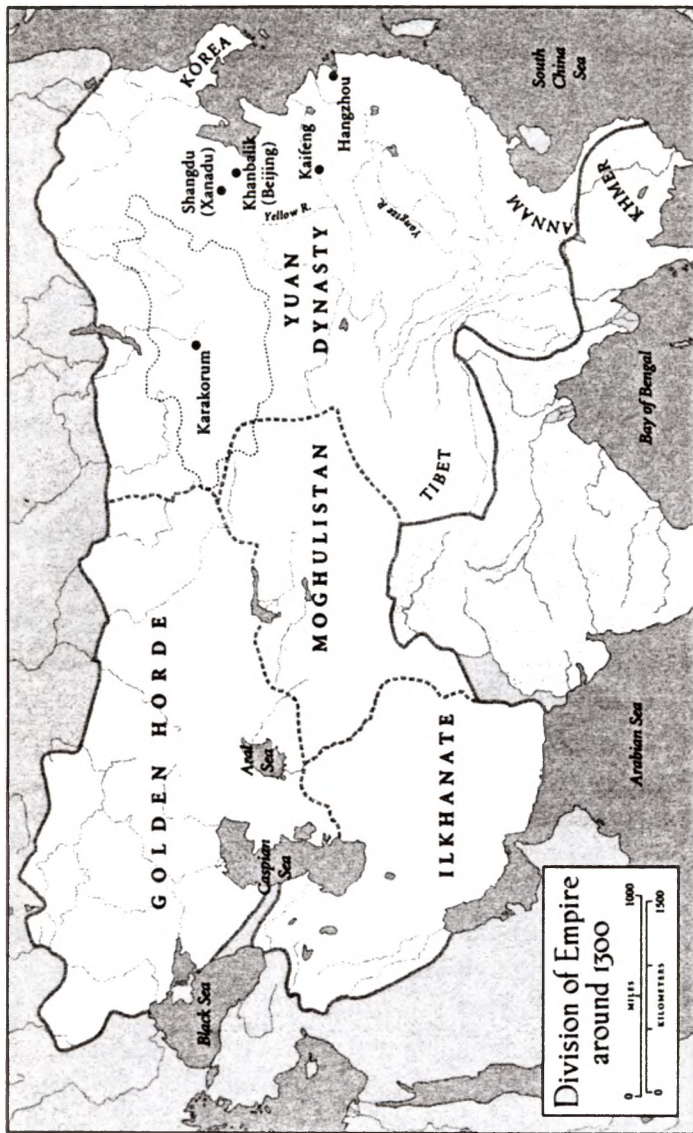 GOLDEN HORDE
MOGHULISTAN
ILKHANATE
YUAN
DYNASTY
TIBET
KOREA
ANNAM
KHMER
Karakorum
Shangdu
(Xanadu)
Khanbalik
(Beijing)
Kaifeng
Hangzhou
Yellow R.
Yangtze R.
Black Sea
Caspian
Sea
Aral
Sea
Arabian Sea
Bay of Bengal
South
China
Sea
Division of Empire
around 1300
0 MILES 1000
0 KILOMETERS 1500